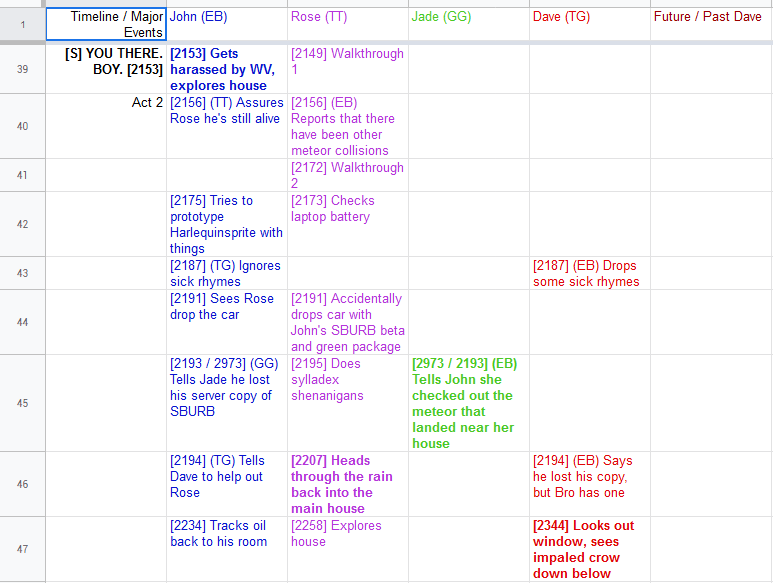 1
Timeline / Major
Events
John (EB)
Rose (TT)
Jade (GG)
Dave (TG)
Future / Past Dave
39
[S] YOU THERE.
BOY. [2153]
[2153] Gets
harassed by WV,
explores house
[2149] Walkthrough
1
40
Act 2
[2156] (TT) Assures
Rose he's still alive
[2156] (EB)
Reports that there
have been other
meteor collisions
41
[2172] Walkthrough
2
42
[2175] Tries to
prototype
Harlequinsprite with
things
[2173] Checks
laptop battery
43
[2187] (TG) Ignores
sick rhymes
[2187] (EB) Drops
some sick rhymes
44
[2191] Sees Rose
drop the car
[2191] Accidentally
drops car with
John's SBURB beta
and green package
45
[2193 / 2973] (GG)
Tells Jade he lost
his server copy of
SBURB
[2195] Does
sylladex
shenanigans
[2973 / 2193] (EB)
Tells John she
checked out the
meteor that
landed near her
house
46
[2194] (TG) Tells
Dave to help out
Rose
[2207] Heads
through the rain
back into the
main house
[2194] (EB) Says
he lost his copy,
but Bro has one
47
[2234] Tracks oil
back to his room
[2258] Explores
house
[2344] Looks out
window, sees
impaled crow
down below